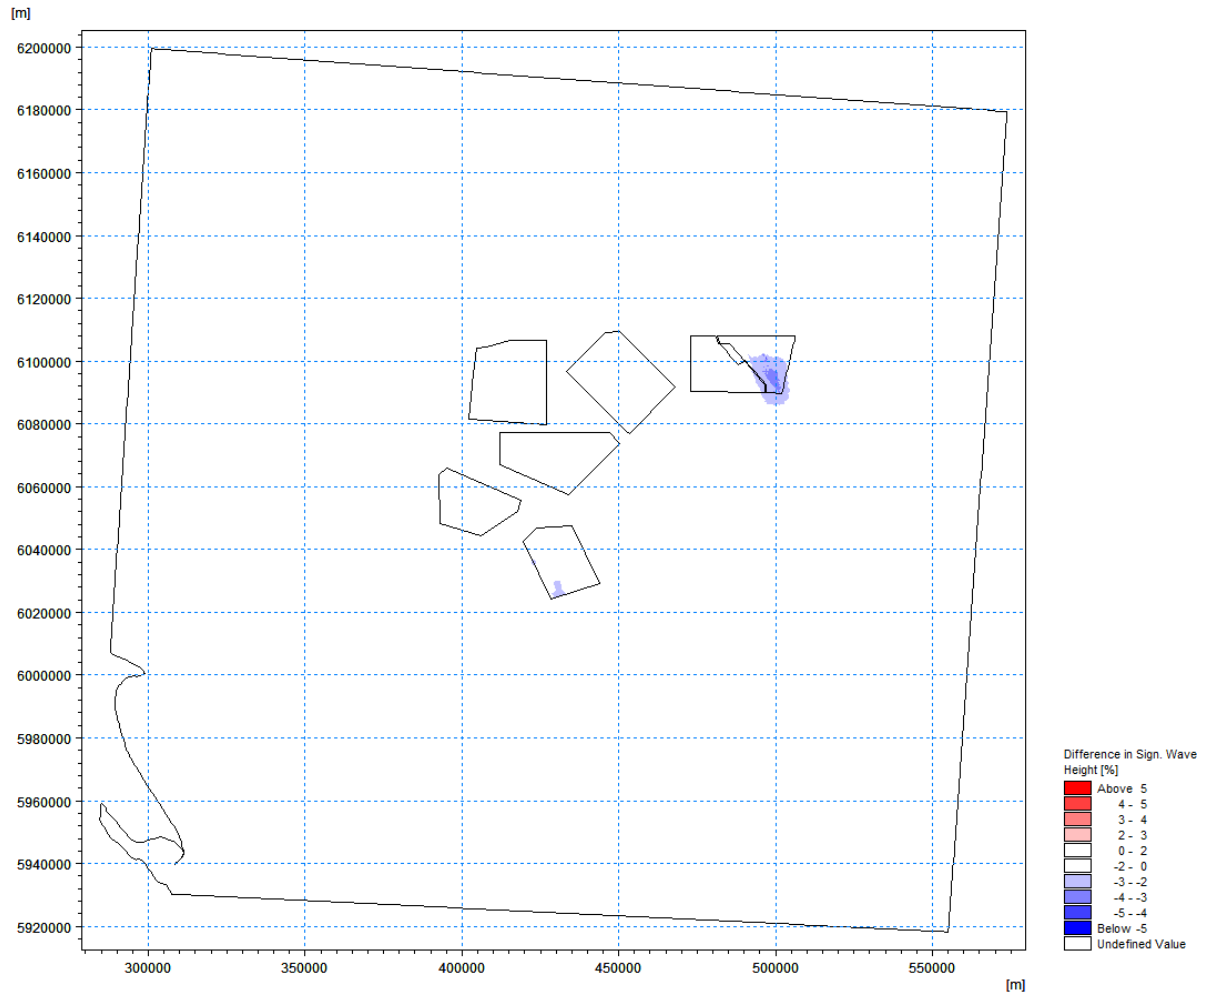 [m]
6200000
6180000
6160000
6140000
6120000
6100000
6080000
6060000
6040000
6020000
6000000
5980000
5960000
5940000
5920000
300000 350000 400000 450000 500000 550000
[m]
Difference in Sign. Wave
Height [%]
Above 5
4 - 5
3 - 4
2 - 3
0 - 2
-2 - 0
-3 - -2
-4 - -3
-5 - -4
Below -5
Undefined Value